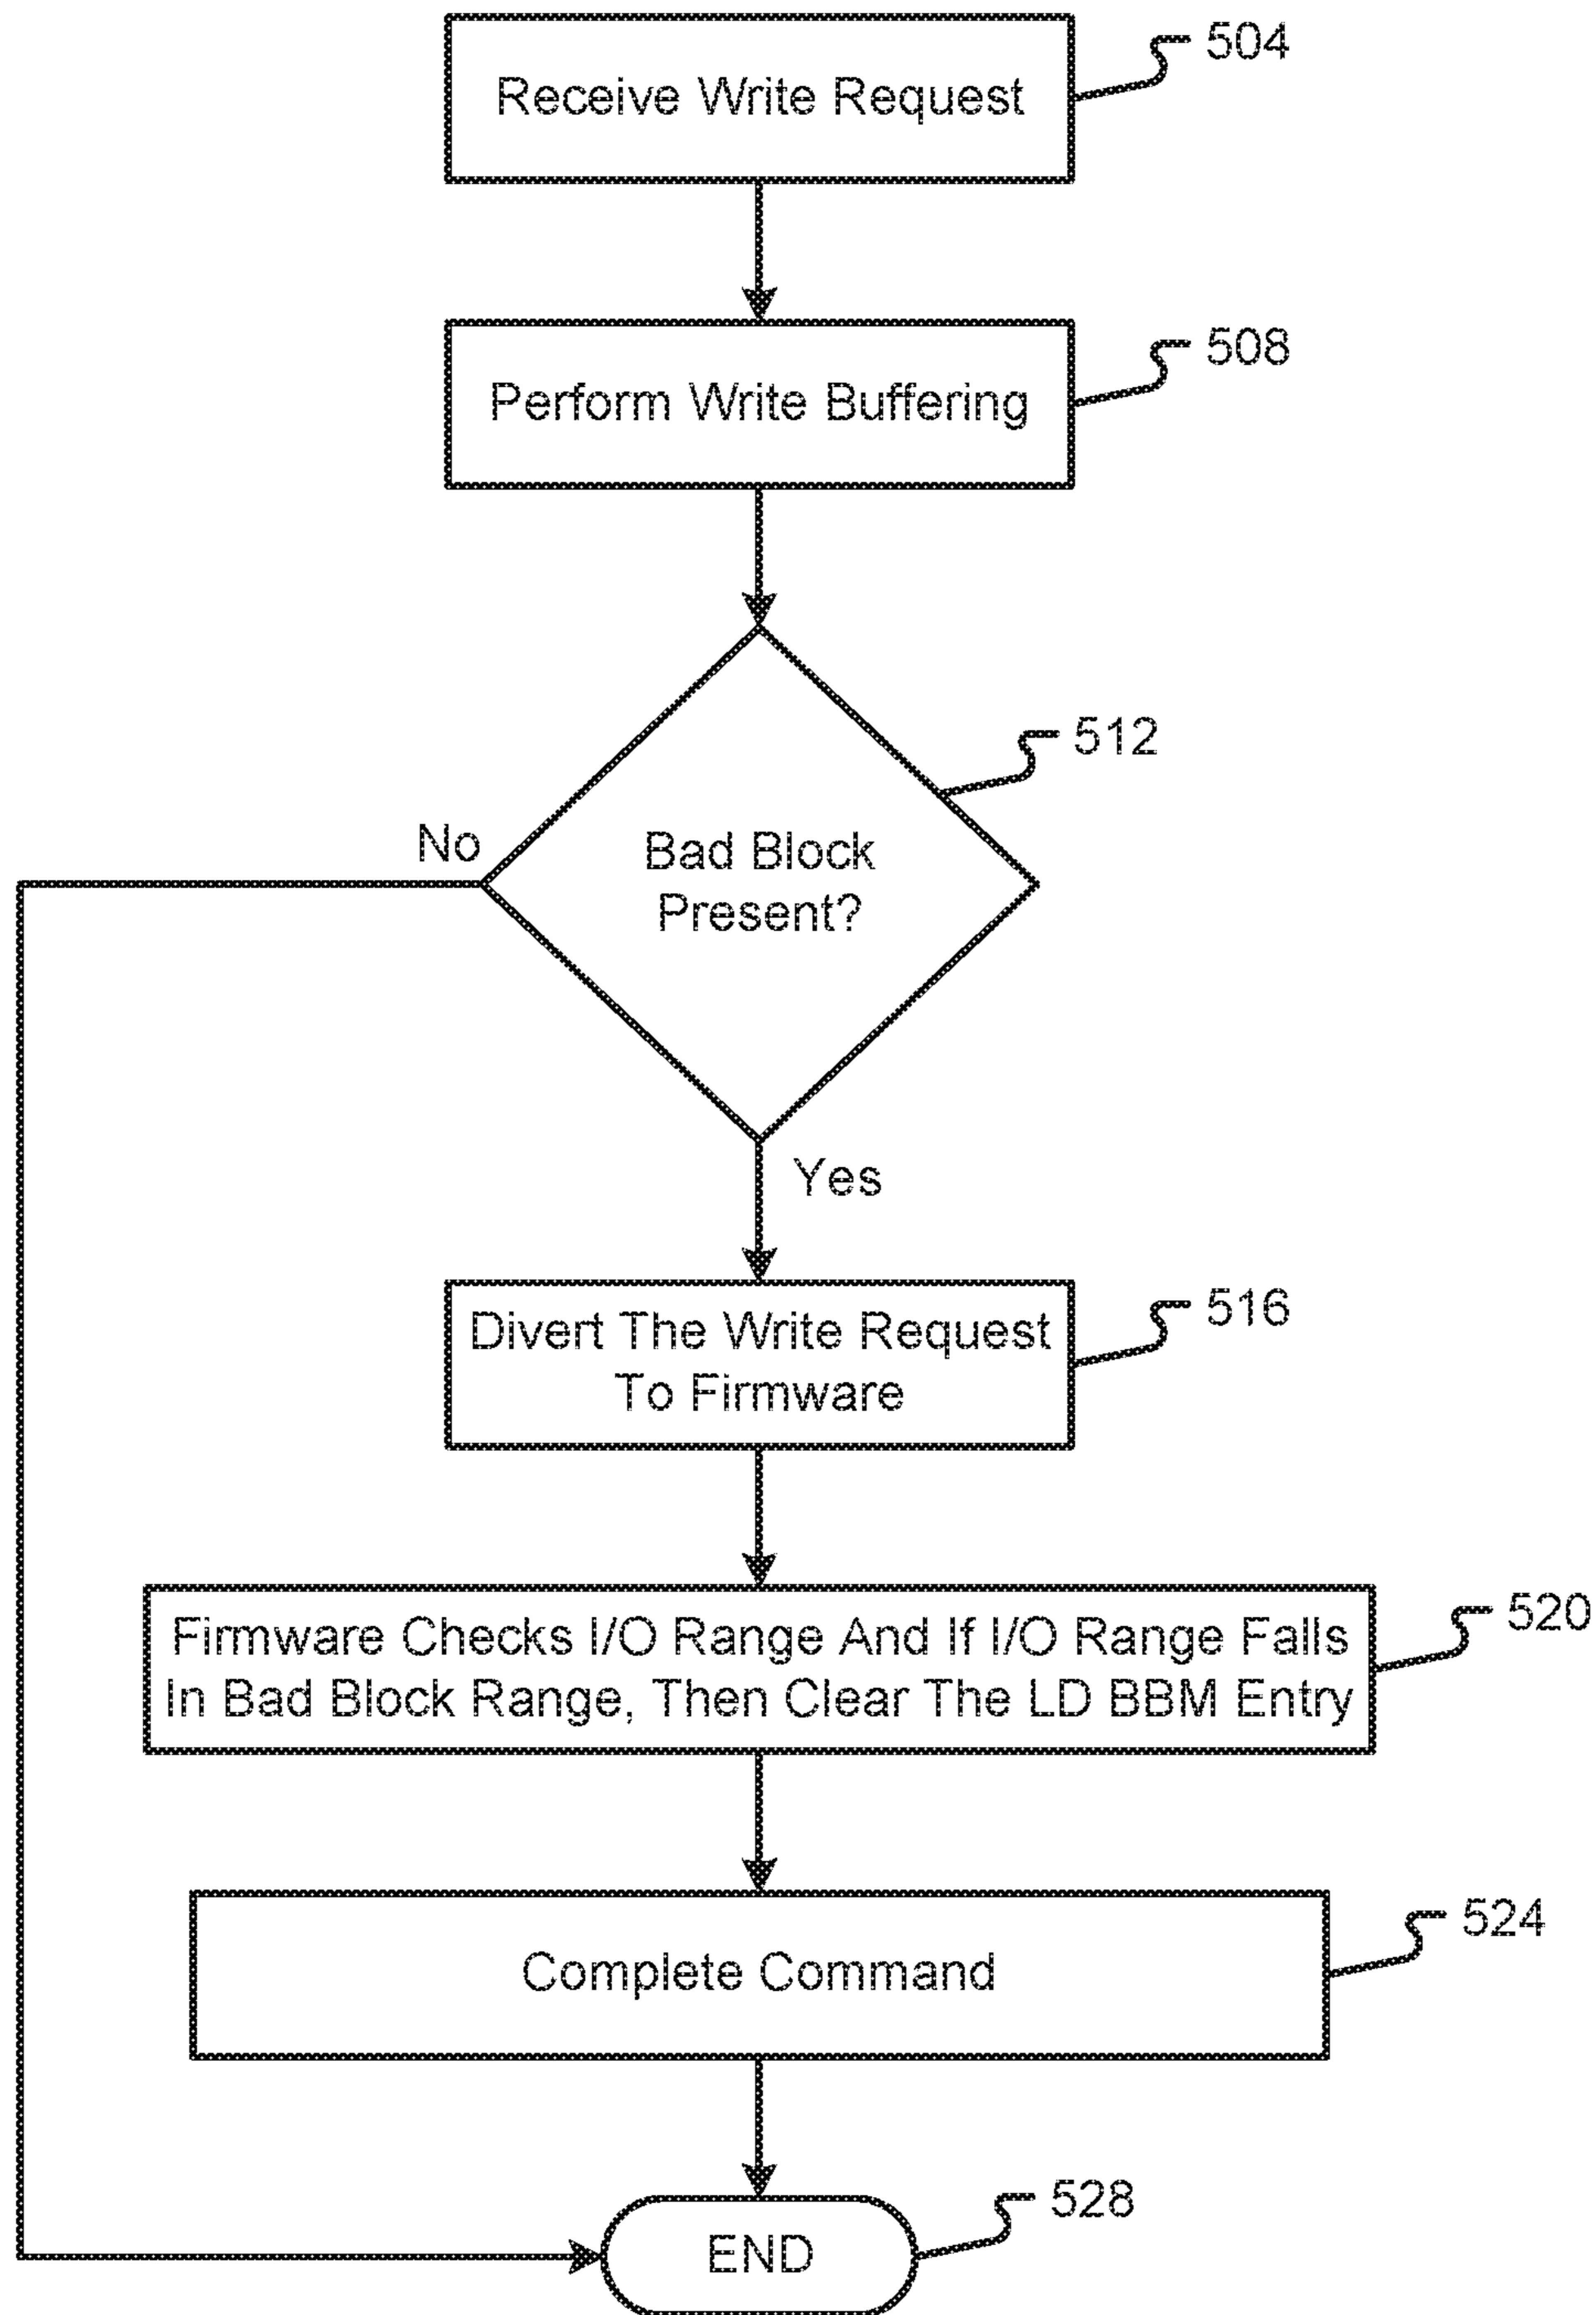 504
Receive Write Request
508
Perform Write Buffering
512
No
Bad Block
Present?
Yes
516
Divert The Write Request
To Firmware
520
Firmware Checks I/O Range And If I/O Range Falls
In Bad Block Range, Then Clear The LD BBM Entry
524
Complete Command
528
END